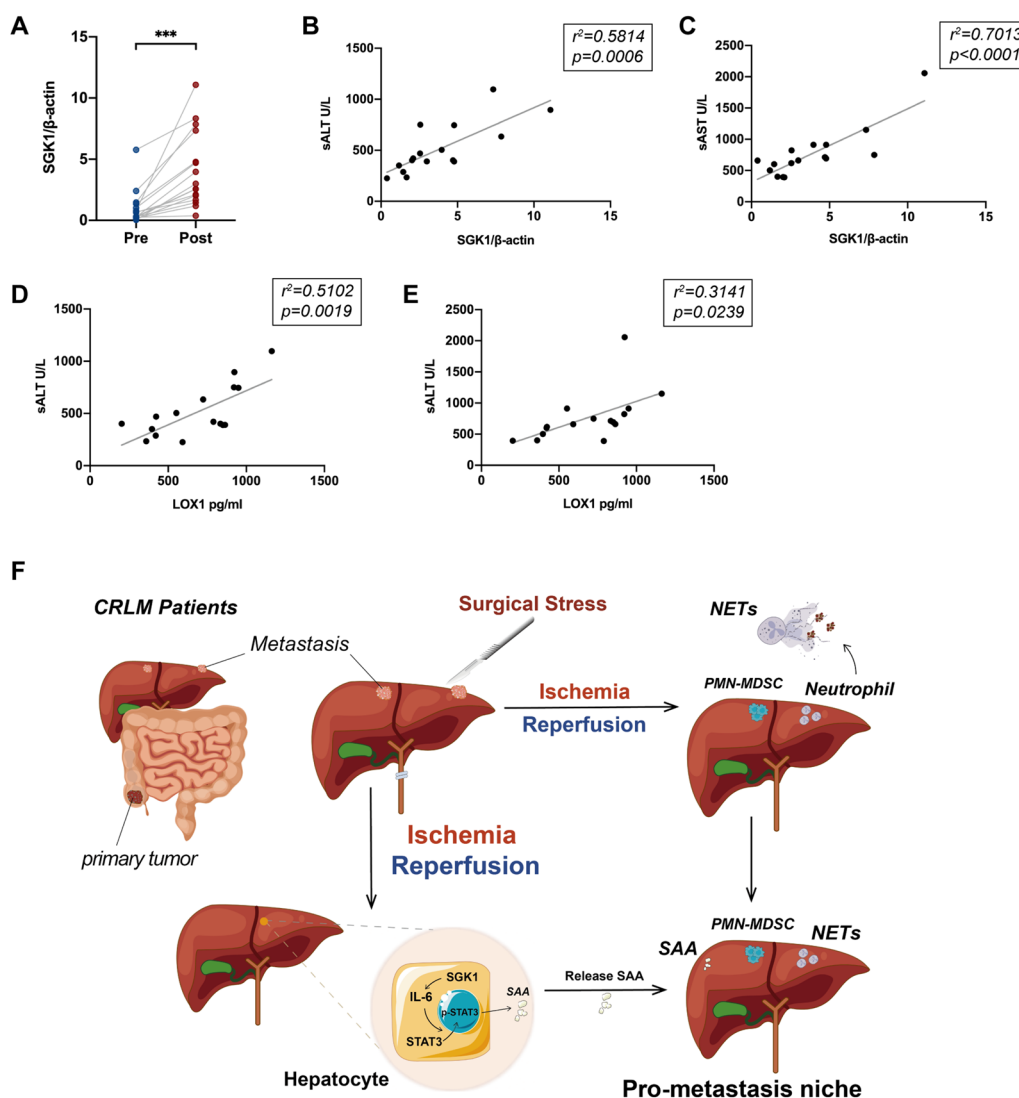 A
***
15
10
5
0
SGK1/β-actin
Pre
Post
B
r²=0.5814
p=0.0006
1500
1000
500
0
sALT U/L
0
5
10
15
SGK1/β-actin
C
r²=0.7013
p<0.0001
2500
2000
1500
1000
500
0
sAST U/L
0
5
10
15
SGK1/β-actin
D
r²=0.5102
p=0.0019
1500
1000
500
0
sALT U/L
0
500
1000
1500
LOX1 pg/ml
E
r²=0.3141
p=0.0239
2500
2000
1500
1000
500
0
sALT U/L
0
500
1000
1500
LOX1 pg/ml
F
CRLM Patients
Metastasis
primary tumor
Surgical Stress
Ischemia
Reperfusion
NETs
PMN-MDSC
Neutrophil
Ischemia
Reperfusion
SGK1
IL-6
p-STAT3
STAT3
SAA
Hepatocyte
Release SAA
SAA
PMN-MDSC
NETs
Pro-metastasis niche